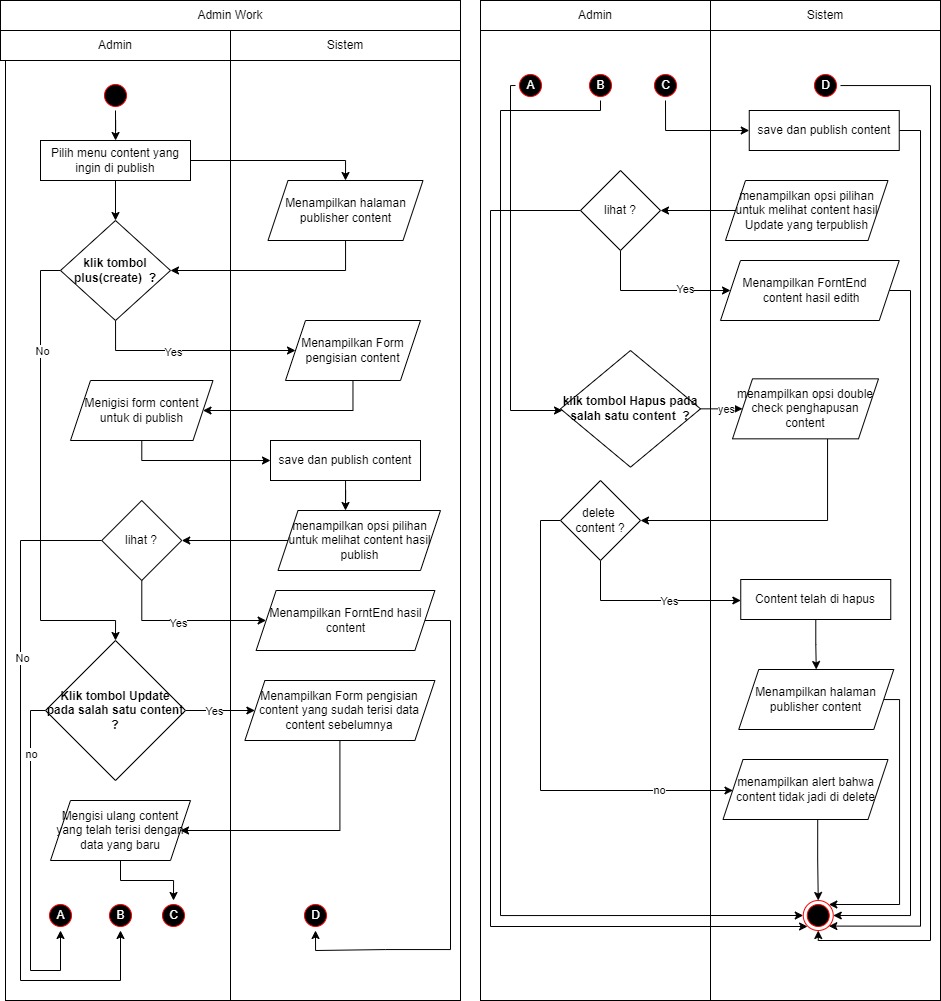 Admin Work
Admin
Sistem
Pilih menu content yang
ingin di publish
Menampilkan halaman
publisher content
klik tombol
plus(create) ?
No
Yes
Menampilkan Form
pengisian content
Menigisi form content
untuk di publish
save dan publish content
menampilkan opsi pilihan
untuk melihat content hasil
publish
lihat ?
Yes
Menampilkan ForntEnd hasil
content
No
Klik tombol Update
pada salah satu content
?
Yes
Menampilkan Form pengisian
content yang sudah terisi data
content sebelumnya
no
Mengisi ulang content
yang telah terisi dengan
data yang baru
A
B
C
D
Admin
Sistem
A
B
C
D
save dan publish content
lihat ?
menampilkan opsi pilihan
untuk melihat content hasil
Update yang terpublish
Yes
Menampilkan ForntEnd
content hasil edith
klik tombol Hapus pada
salah satu content ?
yes
menampilkan opsi double
check penghapusan
content
delete
content ?
Yes
Content telah di hapus
Menampilkan halaman
publisher content
no
menampilkan alert bahwa
content tidak jadi di delete